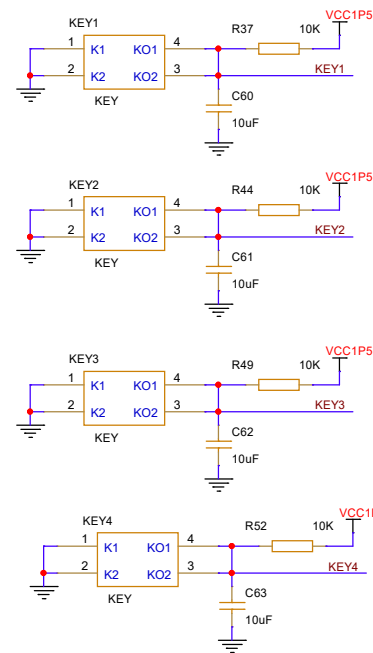 KEY1 R37 10K VCC1P5
1 K1 KO1 4
2 K2 KO2 3 KEY1
KEY C60
10uF
KEY2 R44 10K VCC1P5
1 K1 KO1 4
2 K2 KO2 3 KEY2
KEY C61
10uF
KEY3 R49 10K VCC1P5
1 K1 KO1 4
2 K2 KO2 3 KEY3
KEY C62
10uF
KEY4 R52 10K
1 K1 KO1 4
2 K2 KO2 3 KEY4
KEY C63
10uF